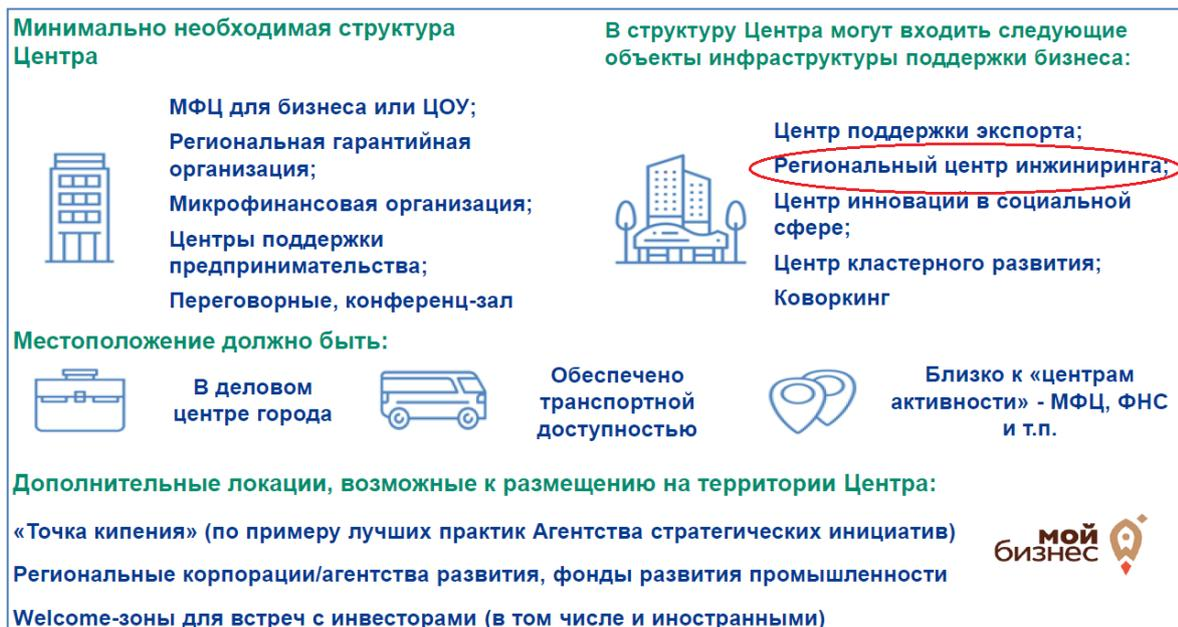 Минимально необходимая структура
Центра
МФЦ для бизнеса или ЦОУ;
Региональная гарантийная
организация;
Микрофинансовая организация;
Центры поддержки
предпринимательства;
Переговорные, конференц-зал
В структуру Центра могут входить следующие
объекты инфраструктуры поддержки бизнеса:
Центр поддержки экспорта;
Региональный центр инжиниринга;
Центр инноваций в социальной
сфере;
Центр кластерного развития;
Коворкинг
Местоположение должно быть:
В деловом
центре города
Обеспечено
транспортной
доступностью
Близко к «центрам
активности» - МФЦ, ФНС
и т.п.
Дополнительные локации, возможные к размещению на территории Центра:
«Точка кипения» (по примеру лучших практик Агентства стратегических инициатив)
Региональные корпорации/агентства развития, фонды развития промышленности
Welcome-зоны для встреч с инвесторами (в том числе и иностранными)
мой
бизнес